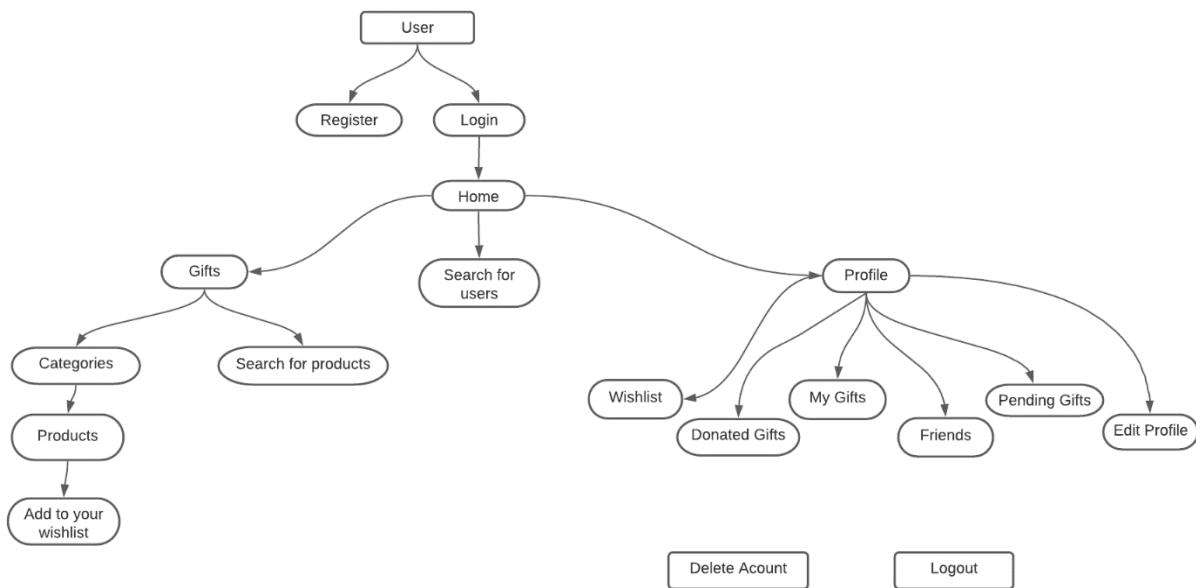 User
Register
Login
Home
Gifts
Search for
users
Profile
Categories
Search for products
Wishlist
My Gifts
Pending Gifts
Products
Donated Gifts
Friends
Edit Profile
Add to your
wishlist
Delete Acount
Logout